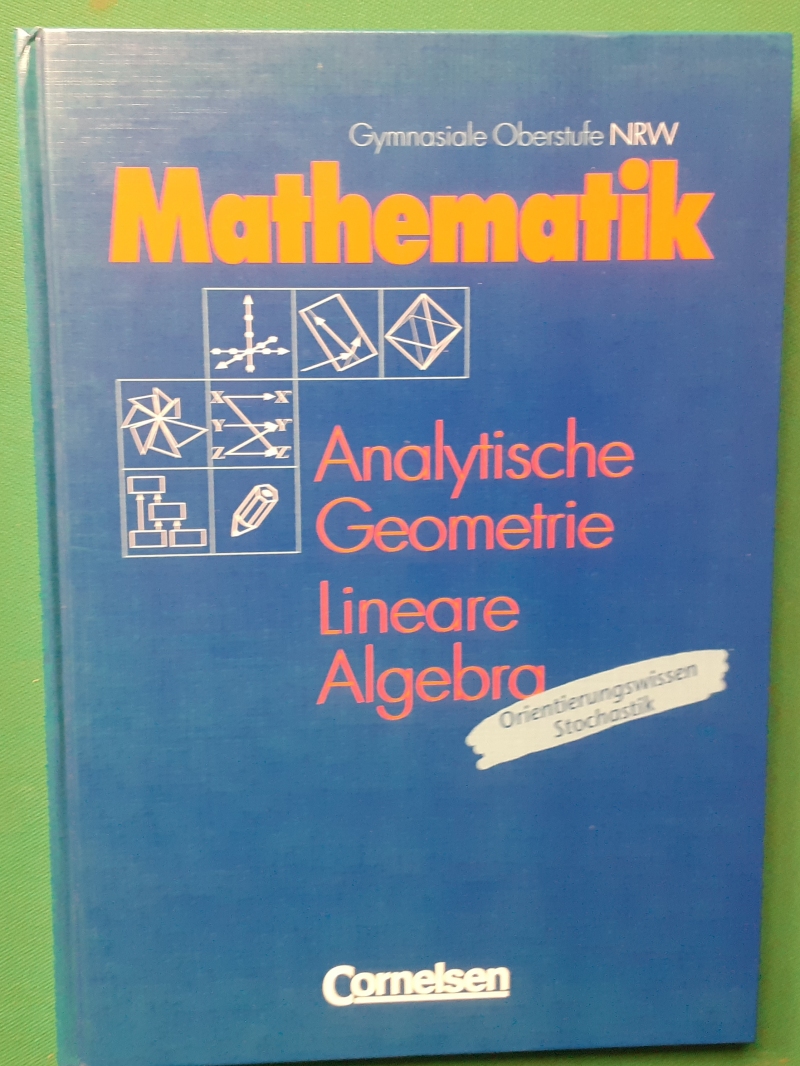 Gymnasiale Oberstufe NRW
Mathematik
X X'
Y Y'
Z Z'
Analytische
Geometrie
Lineare
Algebra
Orientierungswissen
Stochastik
Cornelsen